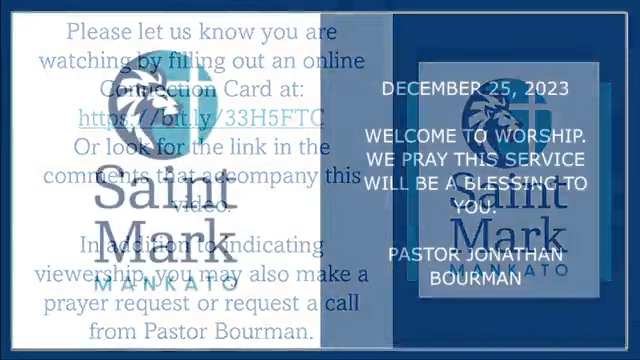 Please let us know you are
watching by filling out an online
Connection Card at:
https://bit.ly/33H5FTC
Or look for the link in the
comments that accompany this
video.
In addition to indicating
viewership, you may also make a
prayer request or request a call
from Pastor Bourman.
Saint
Mark
MANKATO
DECEMBER 25, 2023
WELCOME TO WORSHIP.
WE PRAY THIS SERVICE
WILL BE A BLESSING TO
YOU.
PASTOR JONATHAN
BOURMAN
Saint
Mark
MANKATO